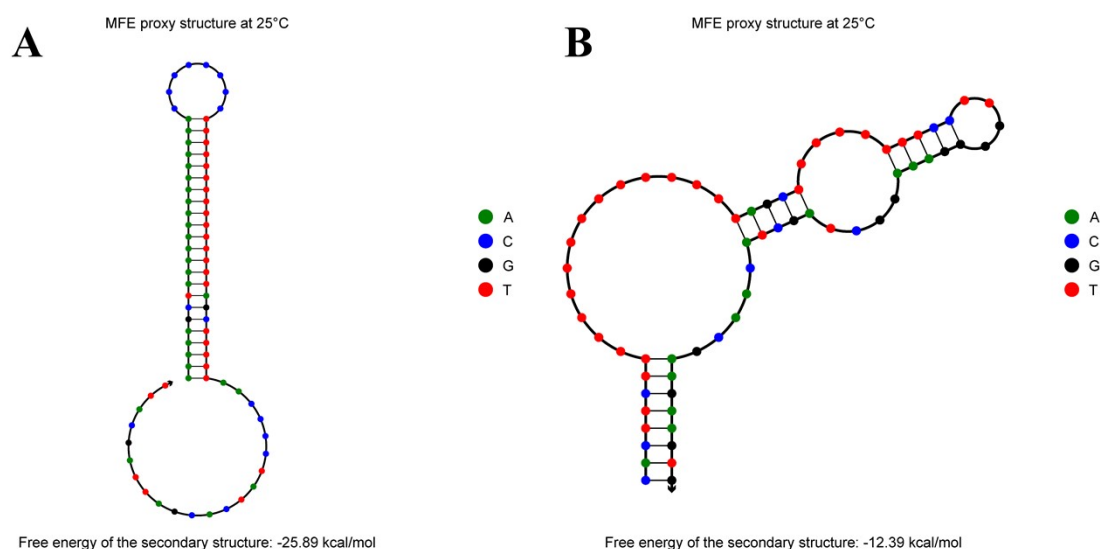 MFE proxy structure at 25°C
A
A
C
G
T
Free energy of the secondary structure: -25.89 kcal/mol
MFE proxy structure at 25°C
B
A
C
G
T
Free energy of the secondary structure: -12.39 kcal/mol